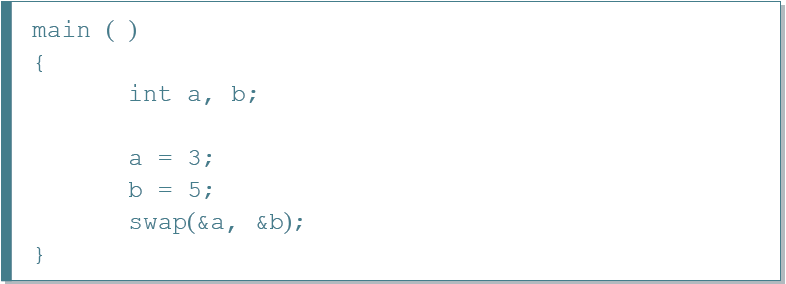 main ( )
{
int a, b;
a = 3;
b = 5;
swap(&a, &b);
}